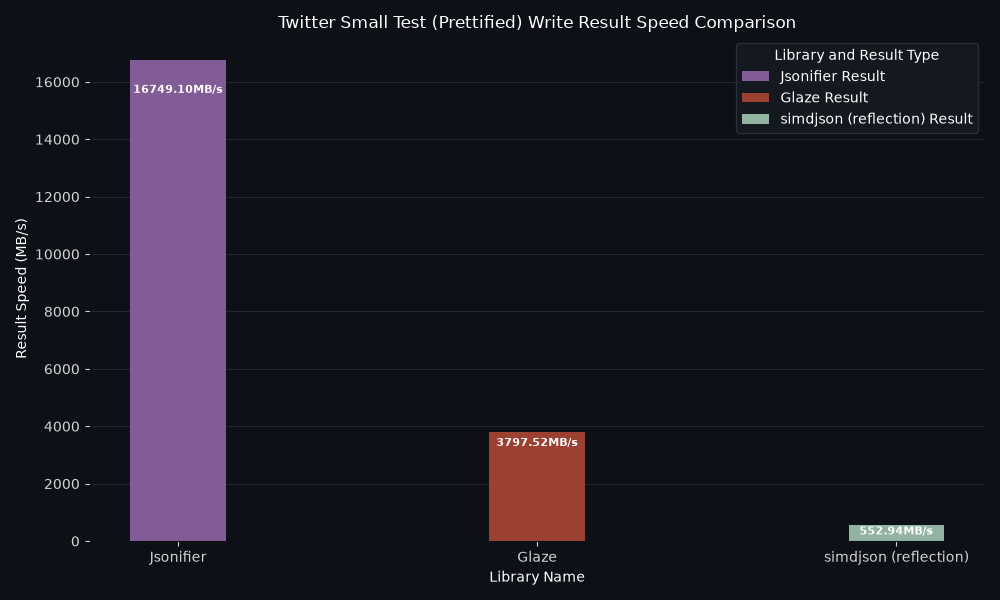 Twitter Small Test (Prettified) Write Result Speed Comparison
Library and Result Type
Jsonifier Result
Glaze Result
simdjson (reflection) Result
Result Speed (MB/s)
16000
14000
12000
10000
8000
6000
4000
2000
0
16749.10MB/s
3797.52MB/s
552.94MB/s
Jsonifier
Glaze
simdjson (reflection)
Library Name